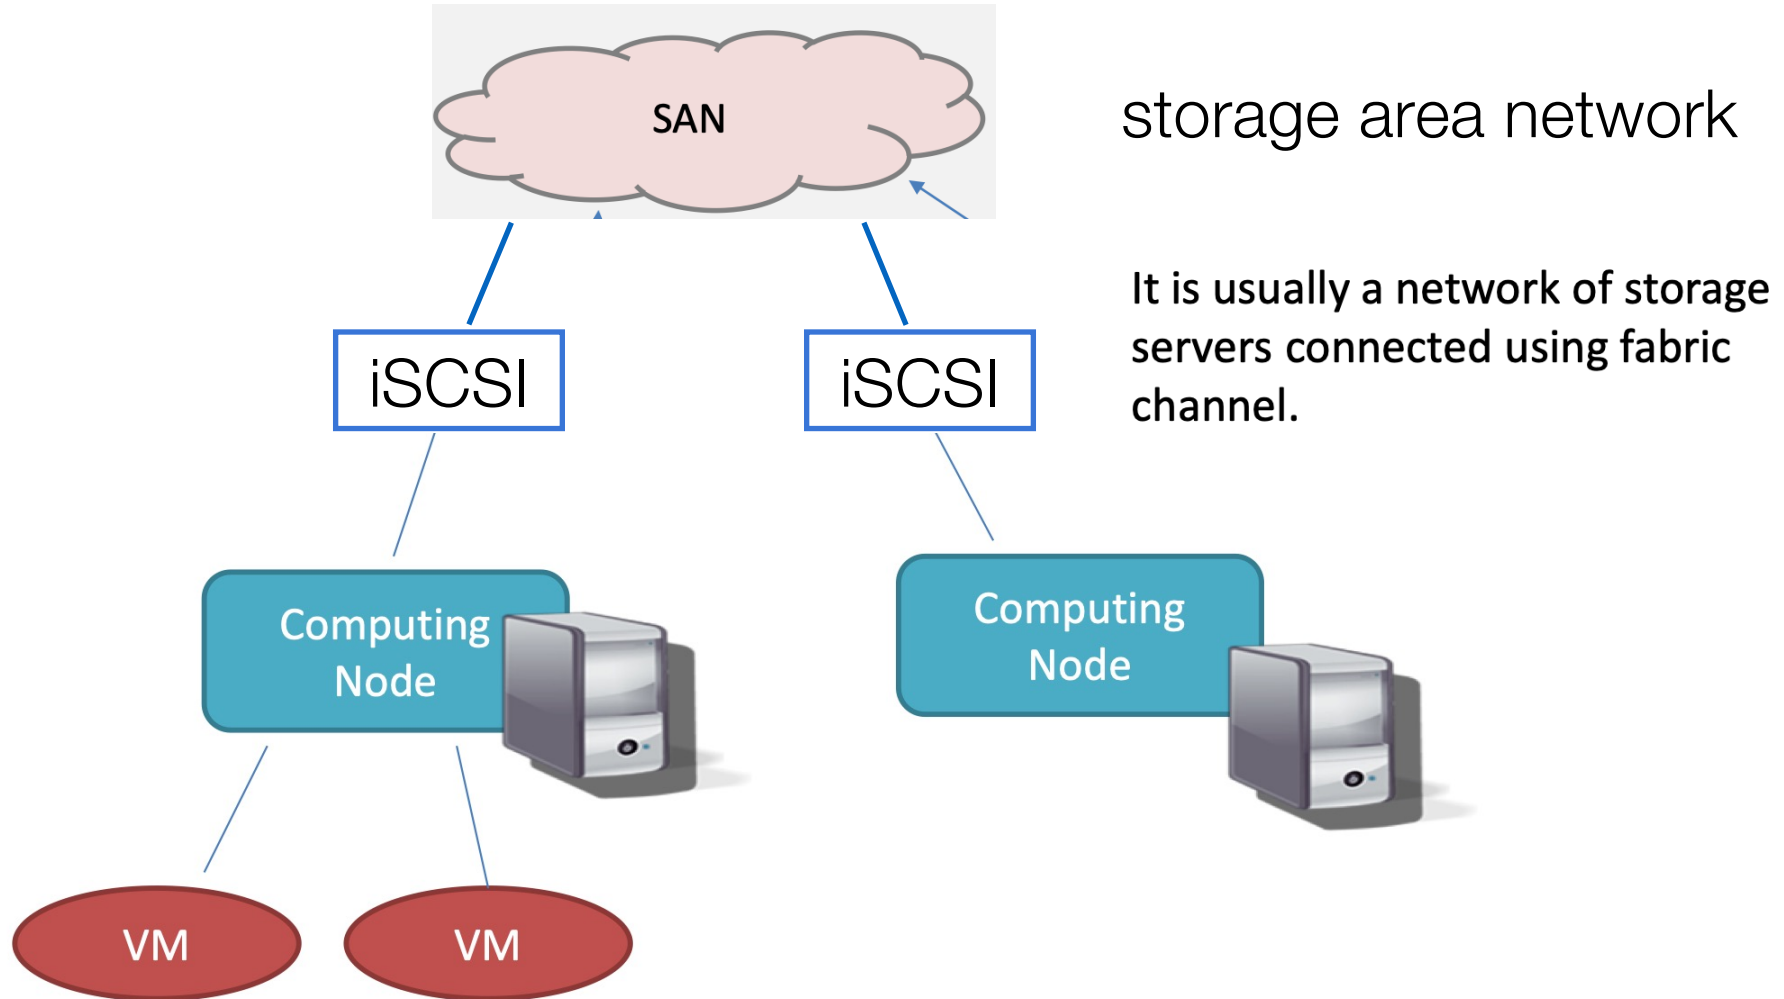 SAN
storage area network
It is usually a network of storage
servers connected using fabric
channel.
iSCSI
iSCSI
Computing
Node
Computing
Node
VM
VM